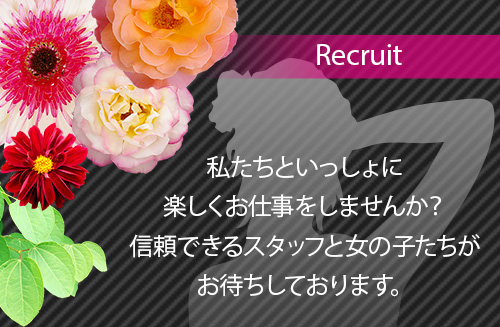 Recruit
私たちといっしょに
楽しくお仕事をしませんか?
信頼できるスタッフと女の子たちが
お待ちしております。